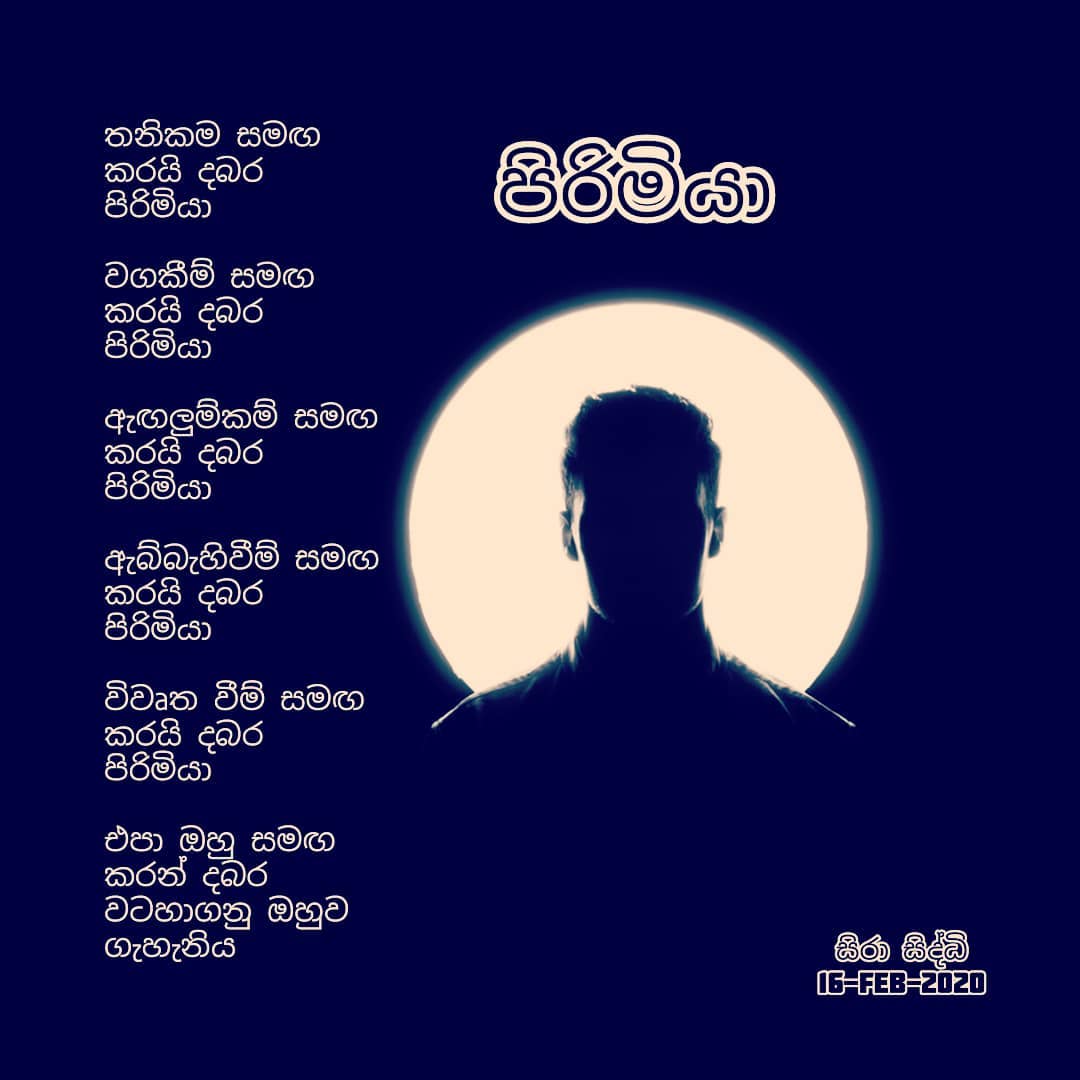 පිරිමියා
තනිකම සමඟ
කරයි දබර
පිරිමියා
වගකීම් සමඟ
කරයි දබර
පිරිමියා
ඇඟලුම්කම් සමඟ
කරයි දබර
පිරිමියා
ඇබ්බැහිවීම් සමඟ
කරයි දබර
පිරිමියා
විවෘත වීම් සමඟ
කරයි දබර
පිරිමියා
එපා ඔහු සමඟ
කරන් දබර
වටහාගනු ඔහුව
ගැහැනිය
සිරා සිද්ධි
16-FEB-2020